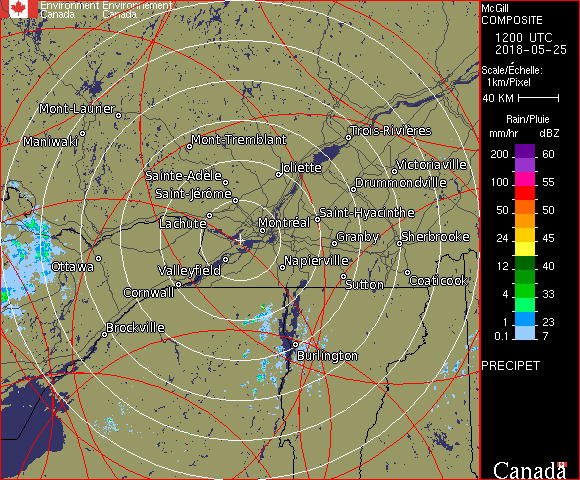 Environment Environnement
Canada Canada
McGill
COMPOSITE
1200 UTC
2018-05-25
Scale/Échelle:
1km/Pixel
40 KM
Rain/Pluie
mm/hr dBZ
200 60
55
100 55
50 50
24 45
12 40
4 33
1 23
0.1 7
PRECIPET
Mont-Laurier
Maniwaki
Mont-Tremblant
Trois-Rivières
Sainte-Adèle
Joliette
Victoriaville
Saint-Jérôme
Drummondville
Lachute
Montréal
Saint-Hyacinthe
Granby
Sherbrooke
Ottawa
Valleyfield
Napierville
Cornwall
Sutton
Coaticook
Brockville
Burlington
Canada